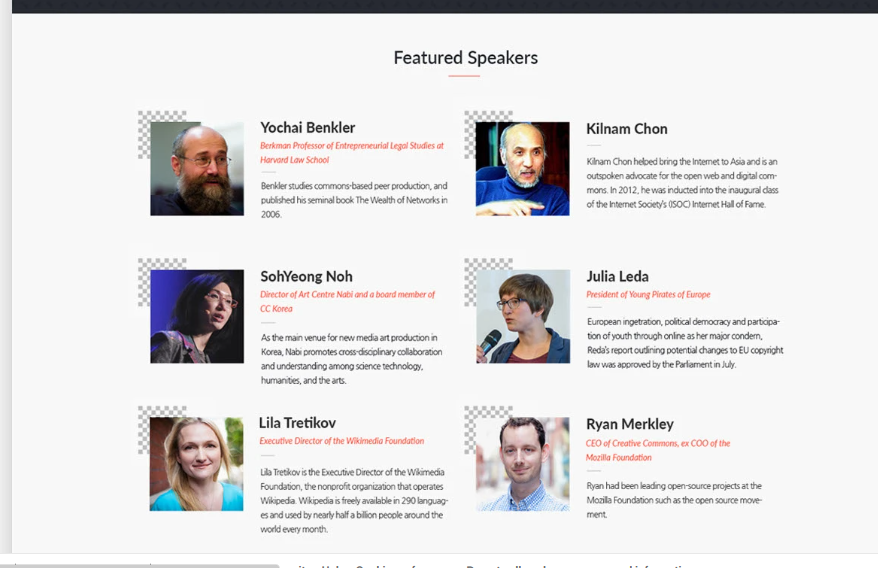 Featured Speakers
Yochai Benkler
Berkman Professor of Entrepreneurial Legal Studies at
Harvard Law School
Benkler studies commons-based peer production, and
published his seminal book The Wealth of Networks in
2006.
Kilnam Chon
Kilnam Chon helped bring the Internet to Asia and is an
outspoken advocate for the open web and digital com-
mons. In 2012, he was inducted into the inaugural class
of the Internet Society's (ISOC) Internet Hall of Fame.
SohYeong Noh
Director of Art Centre Nabi and a board member of
CC Korea
As the main venue for new media art production in
Korea, Nabi promotes cross-disciplinary collaboration
and understanding among science technology,
humanities, and the arts.
Julia Leda
President of Young Pirates of Europe
European ingetration, political democracy and participa-
tion of youth through online as her major condern,
Reda's report outlining potential changes to EU copyright
law was approved by the Parliament in July.
Lila Tretikov
Executive Director of the Wikimedia Foundation
Lila Tretikov is the Executive Director of the Wikimedia
Foundation, the nonprofit organization that operates
Wikipedia. Wikipedia is freely available in 290 languag-
es and used by nearly half a billion people around the
world every month.
Ryan Merkley
CEO of Creative Commons, ex COO of the
Mozilla Foundation
Ryan had been leading open-source projects at the
Mozilla Foundation such as the open source move-
ment.